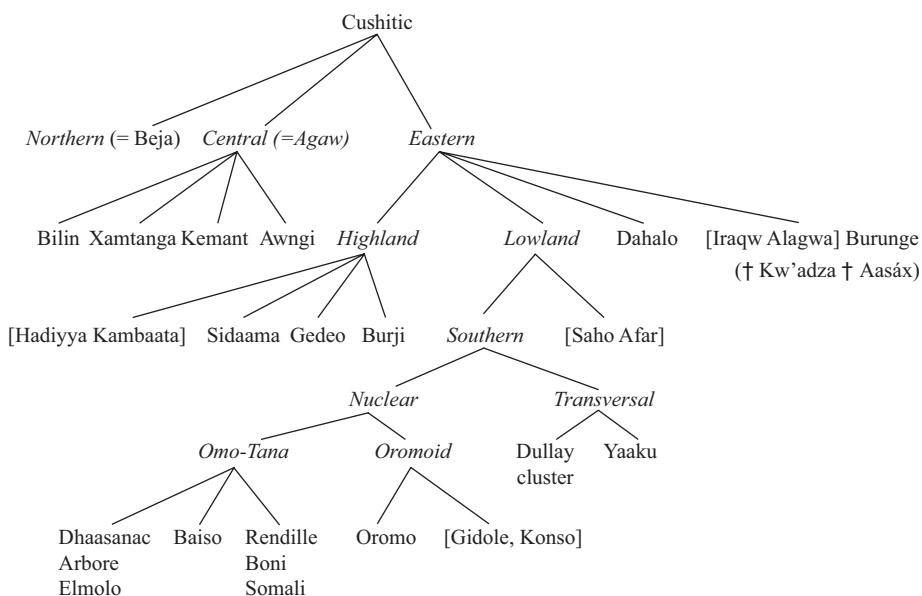 Cushitic
Northern (= Beja) Central (=Agaw) Eastern
Bilin Xamtanga Kemant Awngi Highland Lowland Dahalo [Iraqw Alagwa] Burunge
(† Kw’adza † Aasáx)
[Hadiyya Kambaata] Sidaama Gedeo Burji Southern [Saho Afar]
Nuclear Transversal
Omo-Tana Oromoid Dullay Yaaku
cluster
Dhaasanac Baiso Rendille Oromo [Gidole, Konso]
Arbore Boni
Elmolo Somali